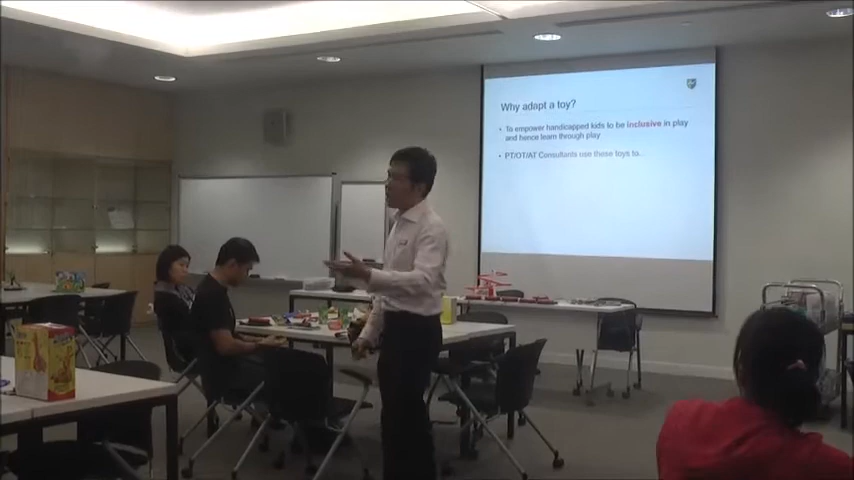 Why adapt a toy?
• To empower handicapped kids to be inclusive in play
and hence learn through play
• PT/OT/AT Consultants use these toys to..